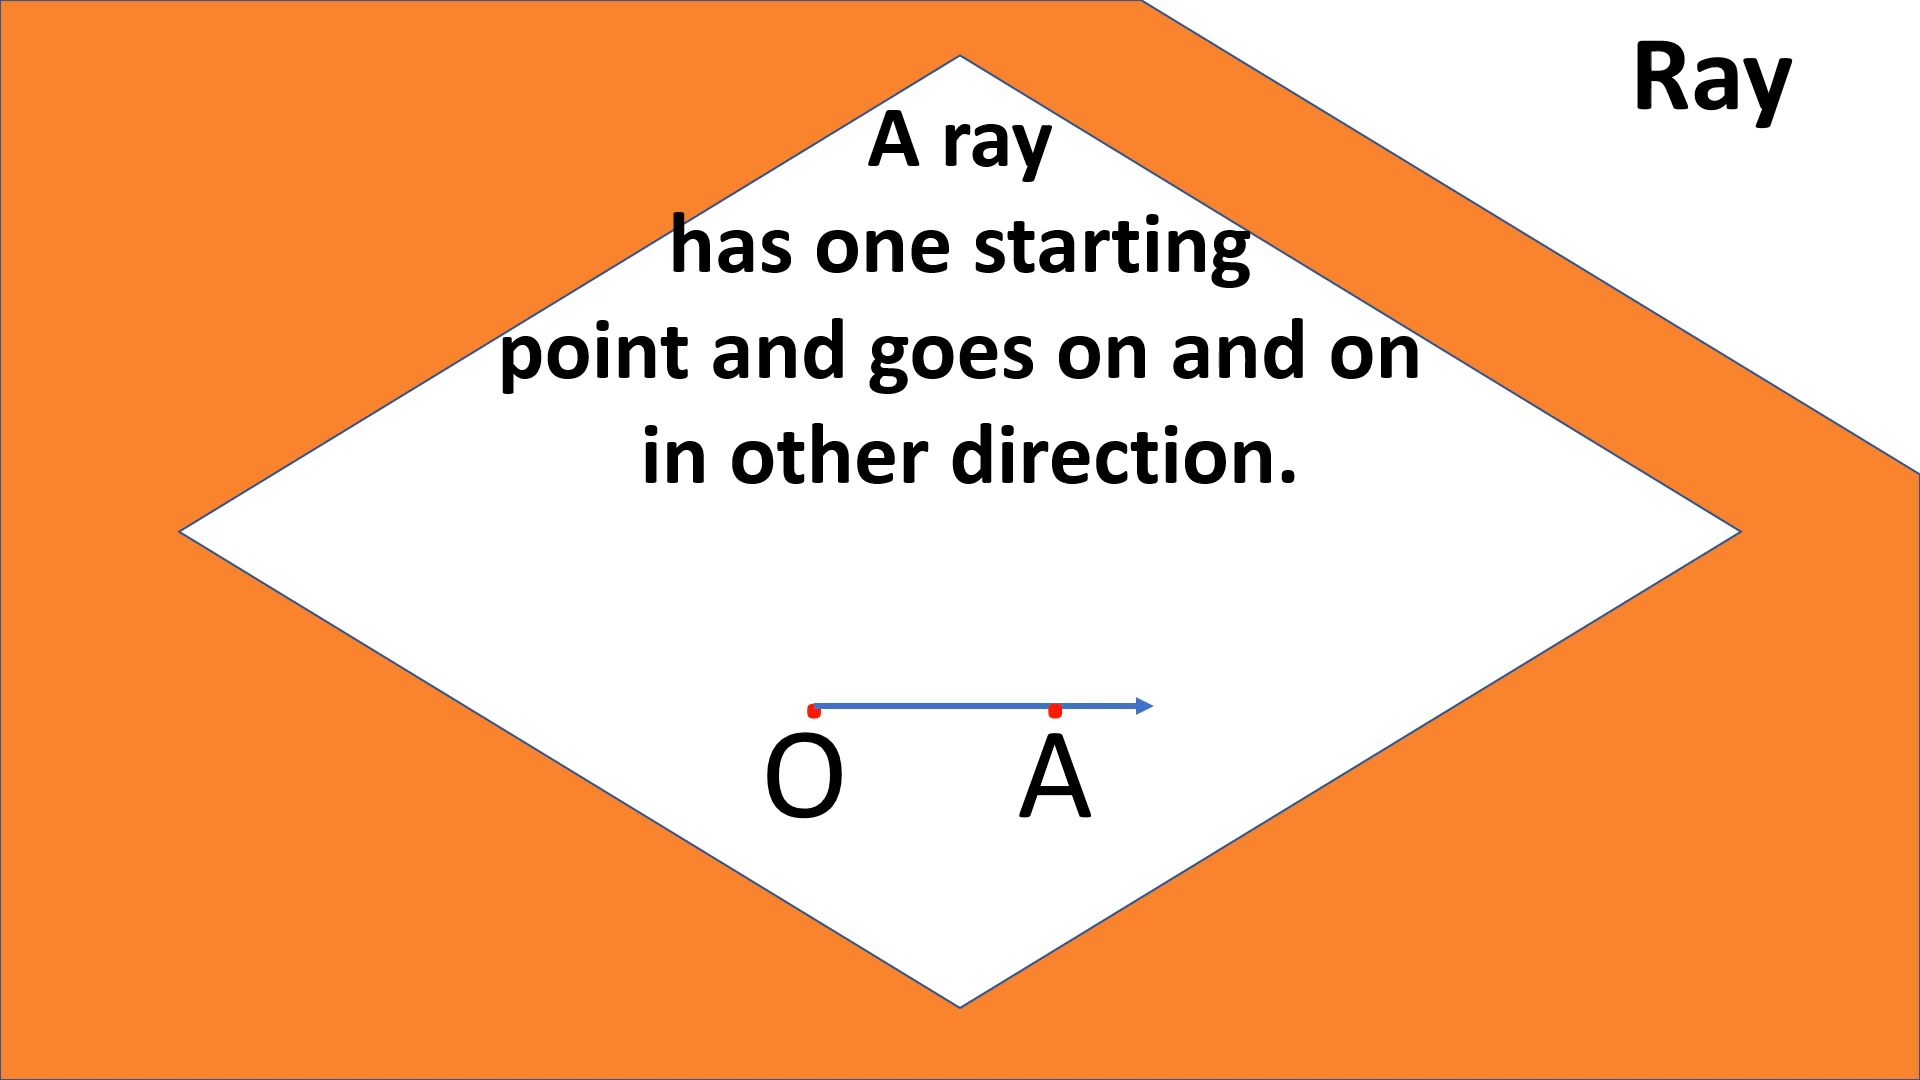 Ray
A ray
has one starting
point and goes on and on
in other direction.
O A